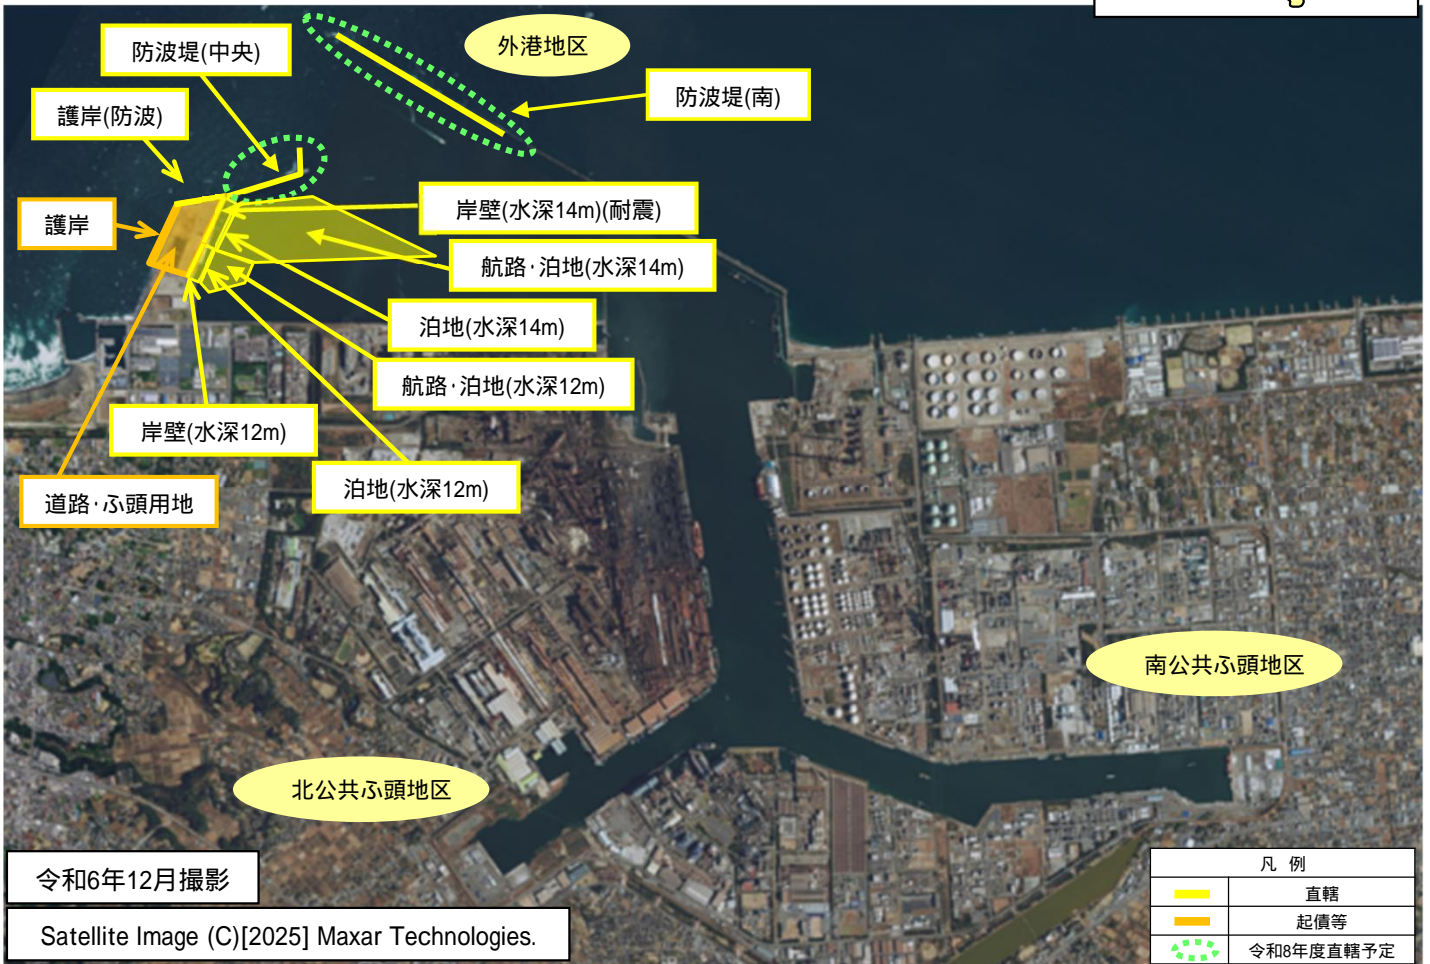 外港地区
防波堤(中央)
防波堤(南)
護岸(防波)
岸壁(水深14m)(耐震)
護岸
航路・泊地(水深14m)
泊地(水深14m)
航路・泊地(水深12m)
岸壁(水深12m)
泊地(水深12m)
道路・ふ頭用地
南公共ふ頭地区
北公共ふ頭地区
令和6年12月撮影
Satellite Image (C)[2025] Maxar Technologies.
凡 例
直轄
起債等
令和8年度直轄予定